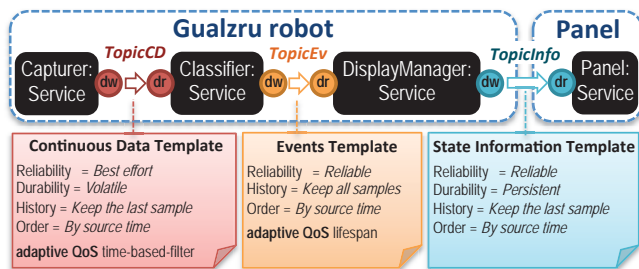 Gualzru robot
Panel
TopicCD
TopicEv
TopicInfo
Capturer:
Service
dw
dr
Classifier:
Service
dw
dr
DisplayManager:
Service
dw
dr
Panel:
Service
Continuous Data Template
Reliability = Best effort
Durability = Volatile
History = Keep the last sample
Order = By source time
adaptive QoS time-based-filter
Events Template
Reliability = Reliable
History = Keep all samples
Order = By source time
adaptive QoS lifespan
State Information Template
Reliability = Reliable
Durability = Persistent
History = Keep the last sample
Order = By source time